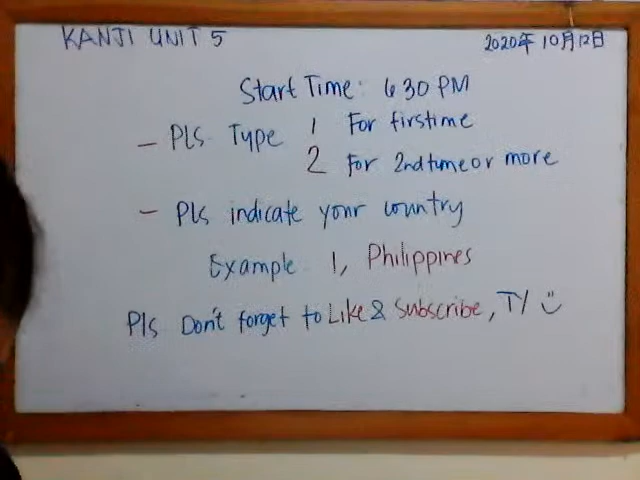 KANJI UNIT 5
2020年10月12日
Start Time: 6 30 PM
- Pls Type 1 For firstime
2 For 2nd time or more
- Pls indicate your country
Example 1, Philippines
Pls Don't forget to Like & Subscribe, TY